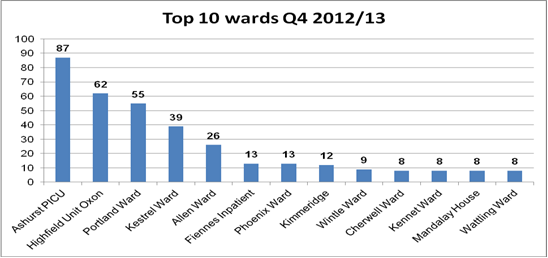 Top 10 wards Q4 2012/13
100
90
80
70
60
50
40
30
20
10
0
87
62
55
39
26
13
13
12
9
8
8
8
8
Ashurst PICU
Highfield Unit Oxon
Portland Ward
Kestrel Ward
Allen Ward
Fiennes Inpatient
Phoenix Ward
Kimmeridge
Wintle Ward
Cherwell Ward
Kennet Ward
Mandalay House
Wattling Ward